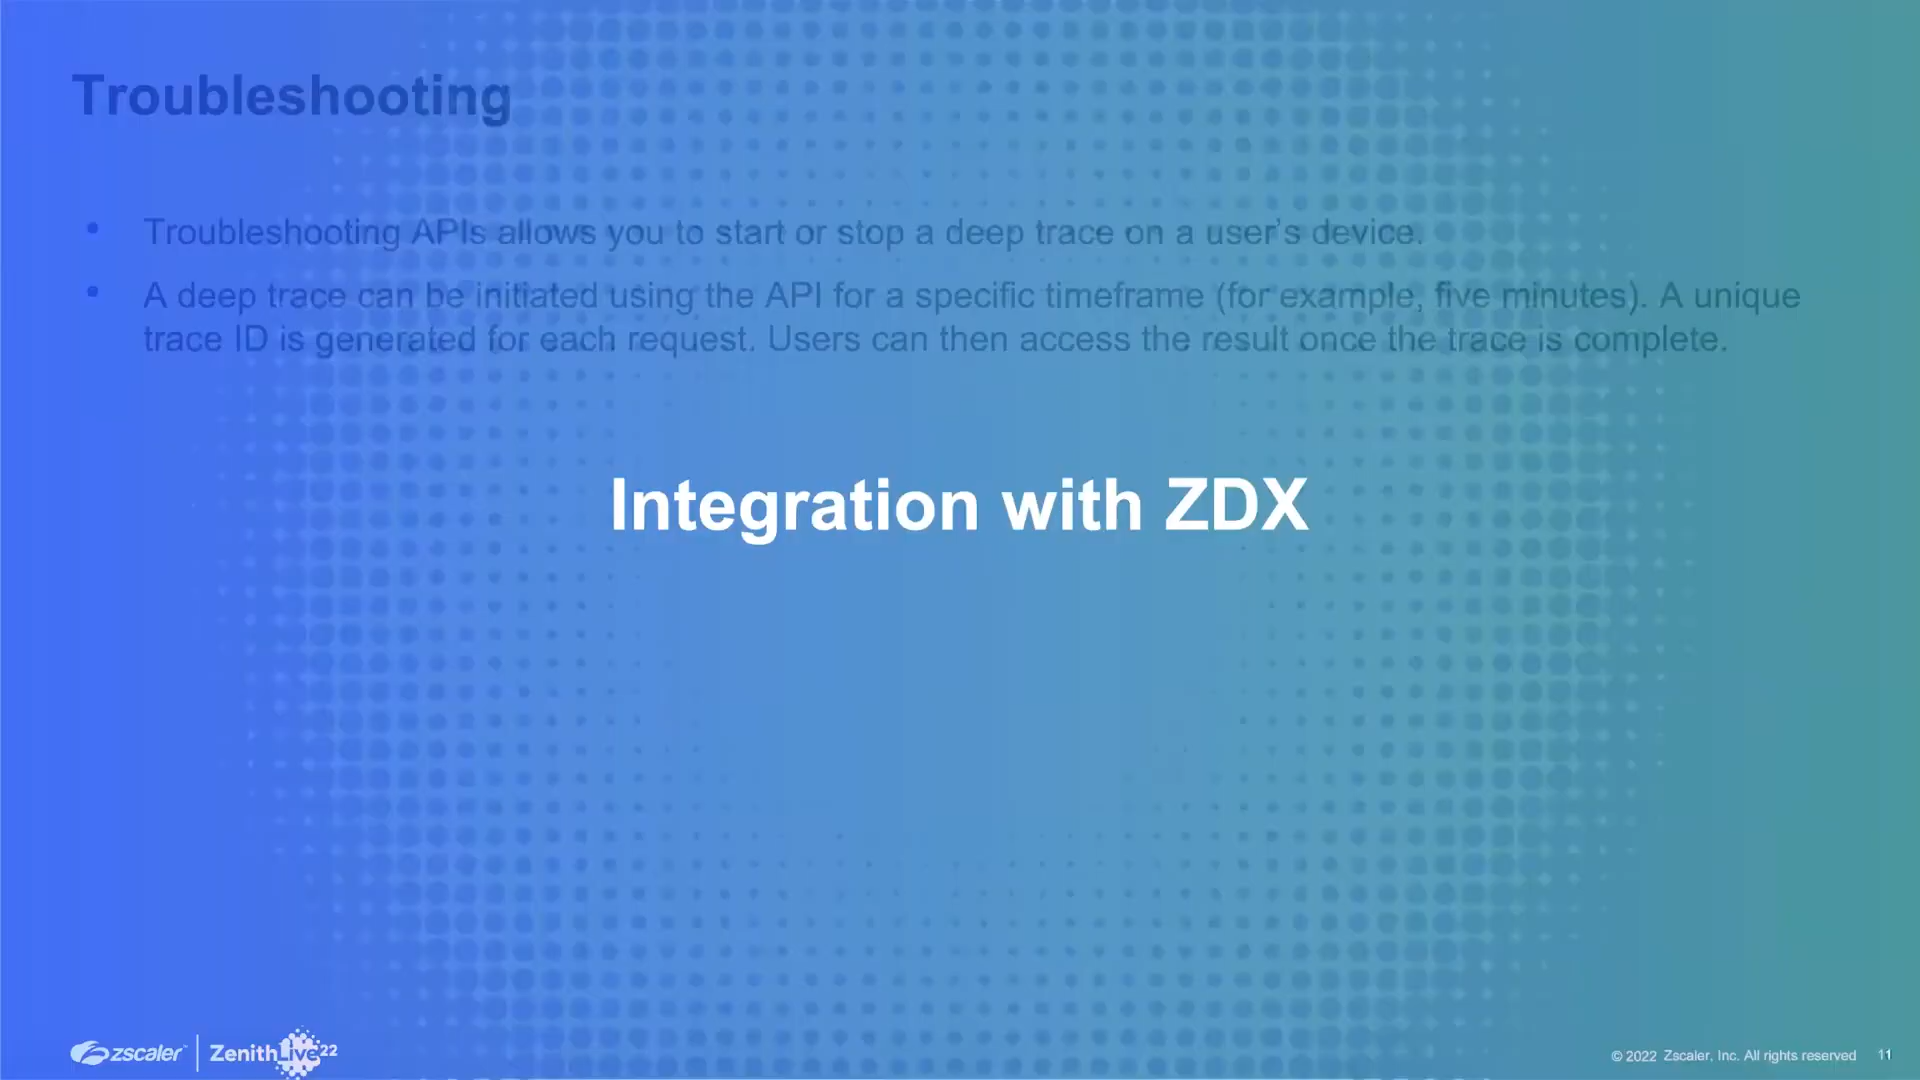 Troubleshooting
• Troubleshooting APIs allows you to start or stop a deep trace on a user's device.
• A deep trace can be initiated using the API for a specific timeframe (for example, five minutes). A unique
trace ID is generated for each request. Users can then access the result once the trace is complete.
Integration with ZDX
zscaler™ | ZenithLive22
© 2022 Zscaler, Inc. All rights reserved 11